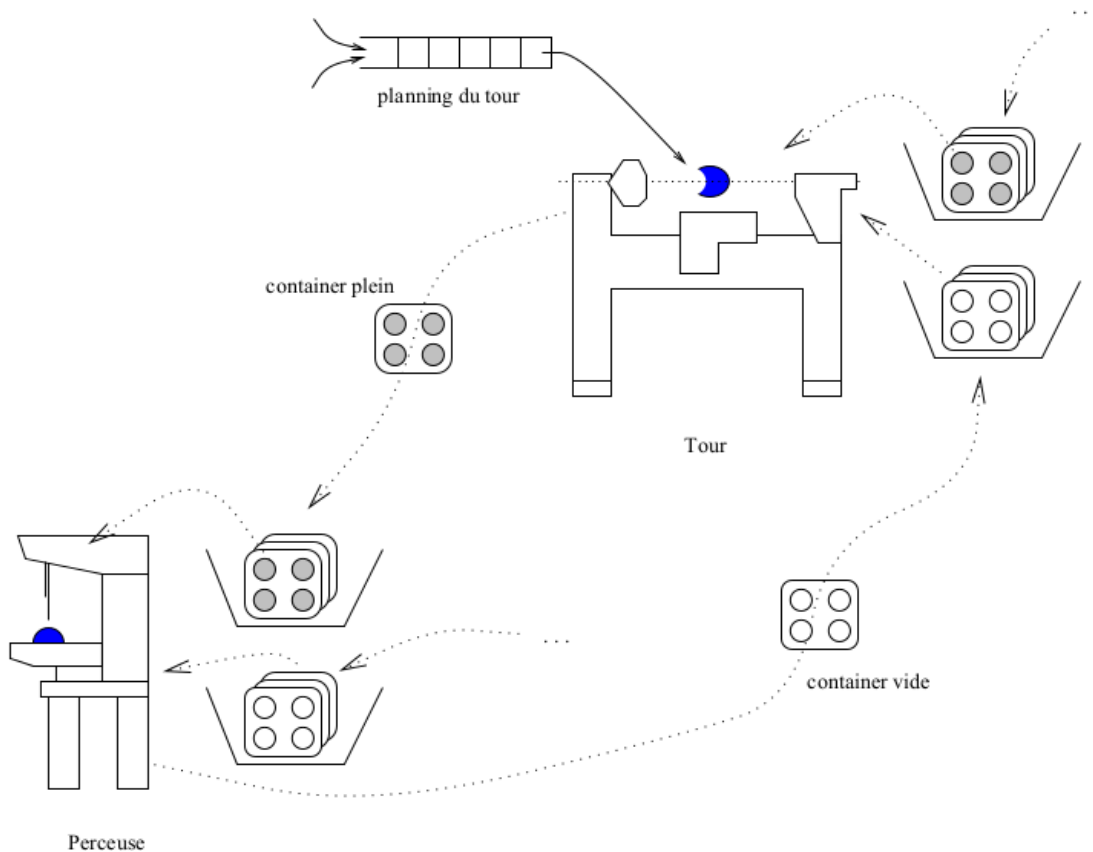 ..
planning du tour
container plein
Tour
...
container vide
Perceuse